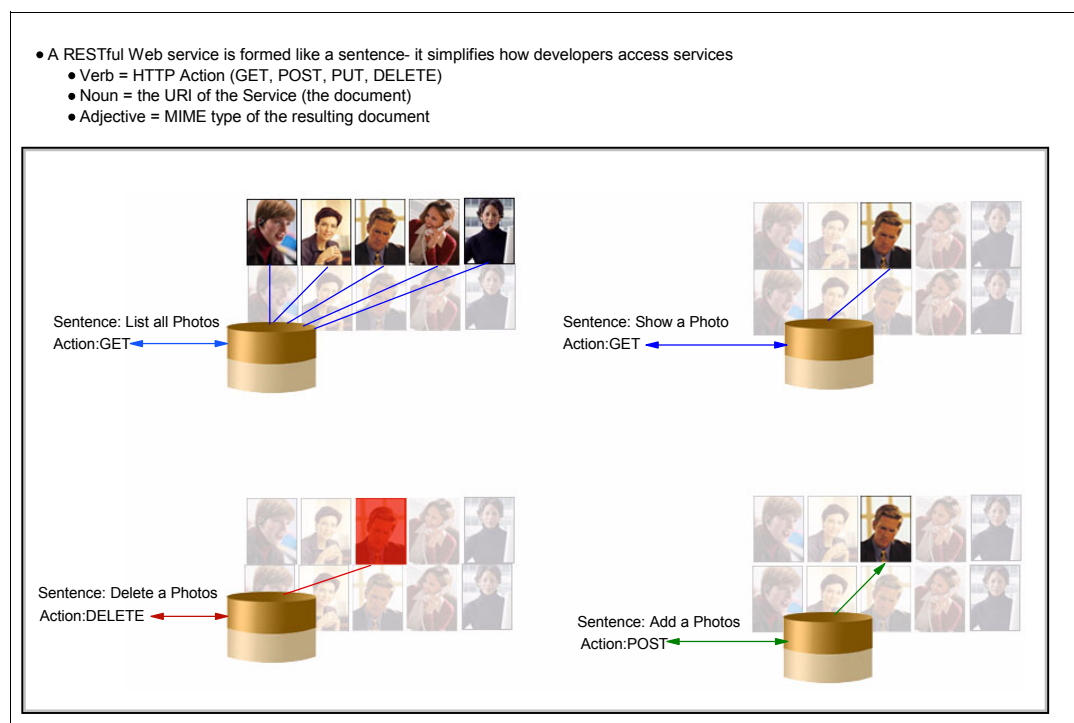 ● A RESTful Web service is formed like a sentence- it simplifies how developers access services
● Verb = HTTP Action (GET, POST, PUT, DELETE)
● Noun = the URI of the Service (the document)
● Adjective = MIME type of the resulting document
Sentence: List all Photos
Action:GET
Sentence: Show a Photo
Action:GET
Sentence: Delete a Photos
Action:DELETE
Sentence: Add a Photos
Action:POST